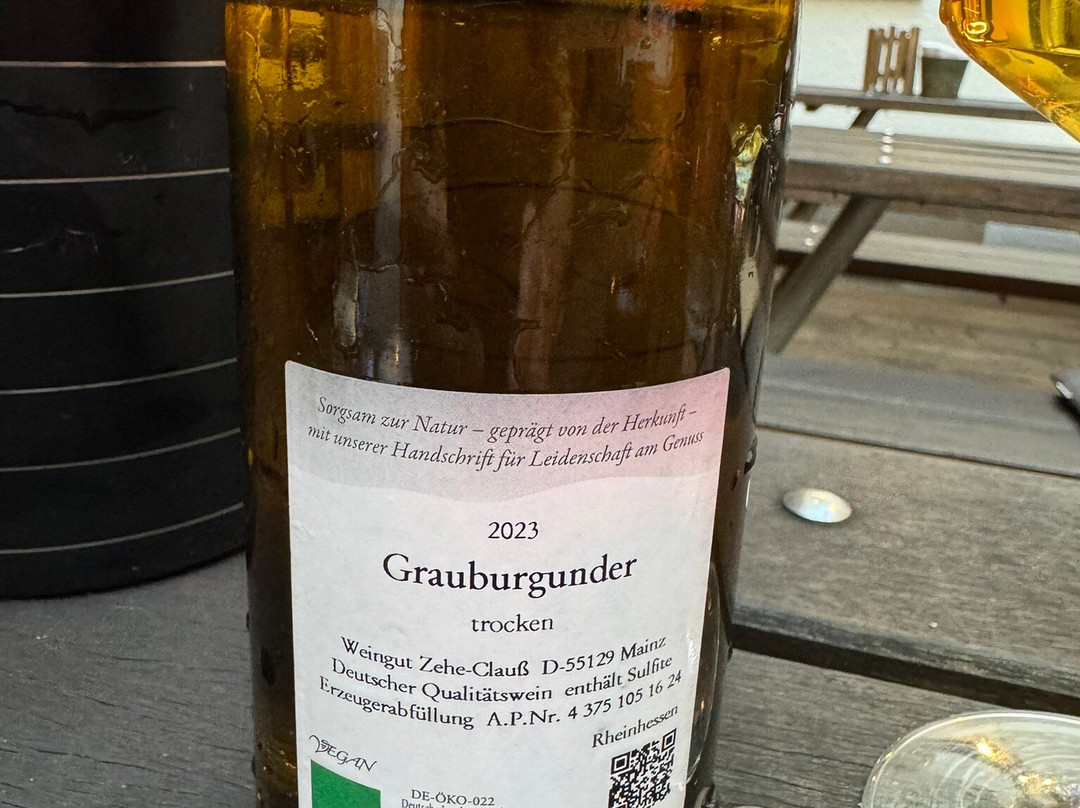 Sorgsam zur Natur – geprägt von der Herkunft –
mit unserer Handschrift für Leidenschaft am Genuss
2023
Grauburgunder
trocken
Weingut Zehe-Clauß D-55129 Mainz
Deutscher Qualitätswein enthält Sulfite
Erzeugerabfüllung A.P.Nr. 4 375 105 16 24
Rheinhessen
VEGAN
DE-ÖKO-022